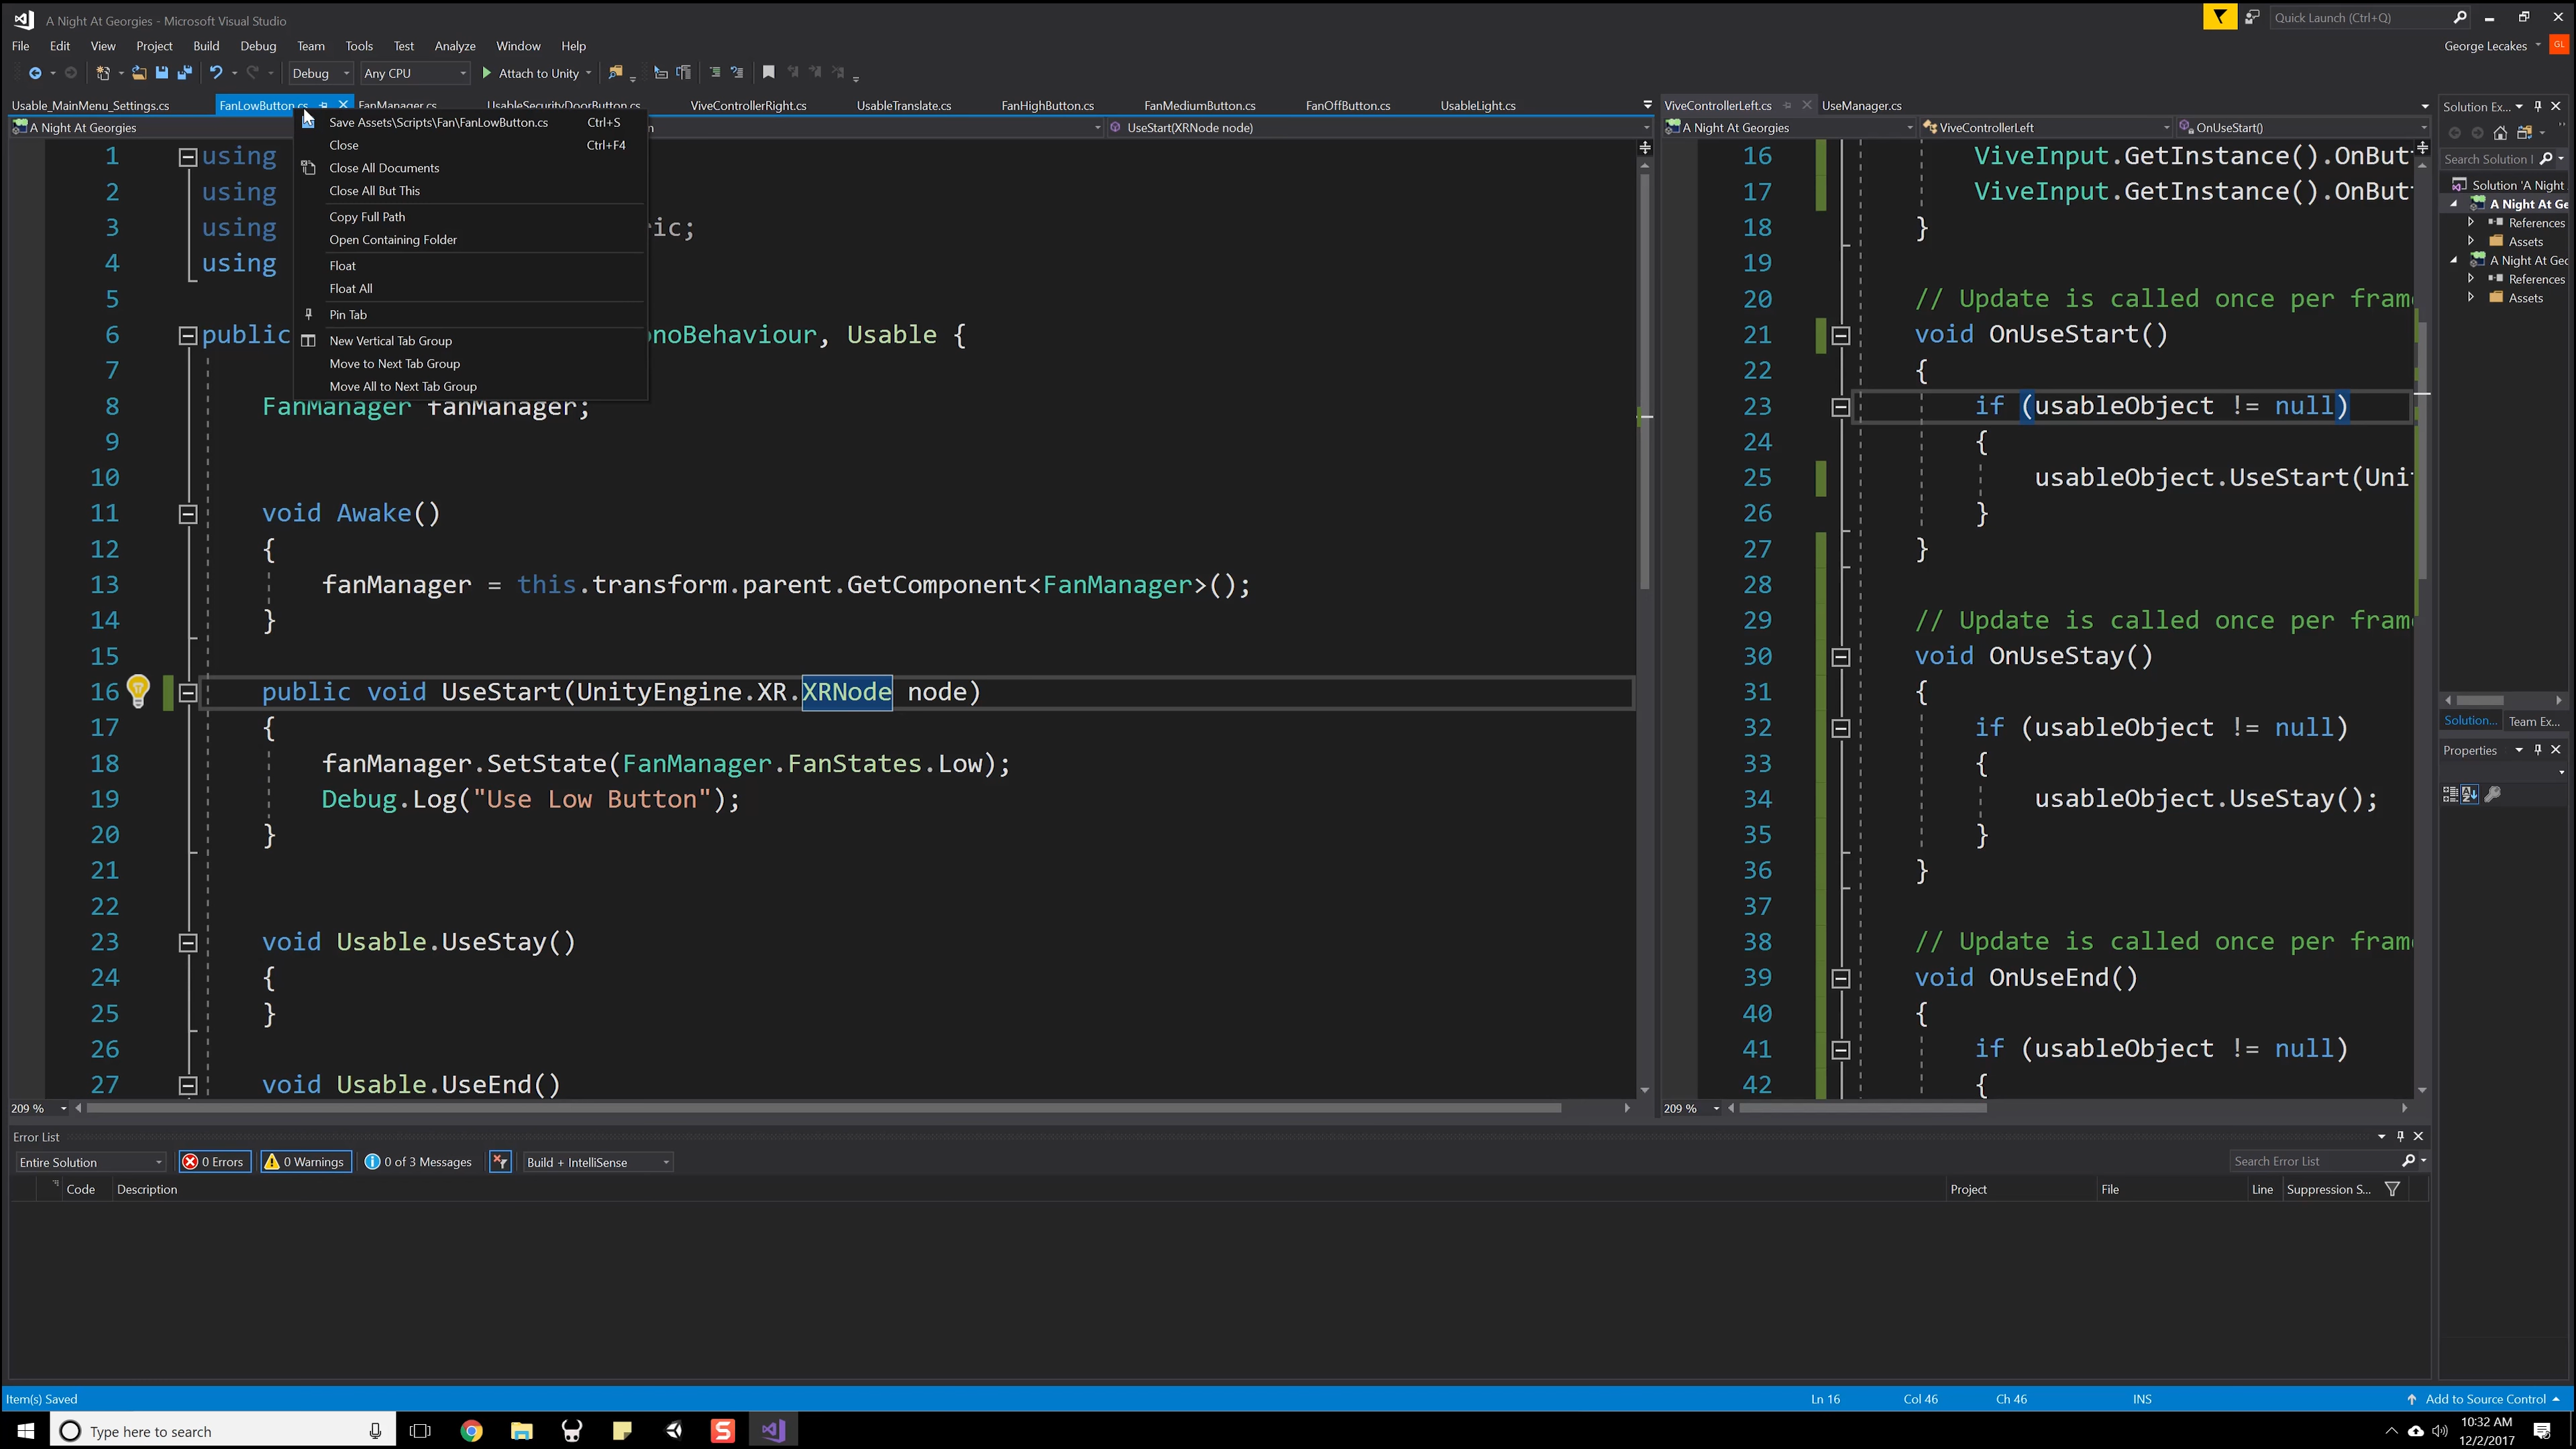 A Night At Georgies - Microsoft Visual Studio
Quick Launch (Ctrl+Q)
File Edit View Project Build Debug Team Tools Test Analyze Window Help
George Lecakes GL
Debug Any CPU Attach to Unity
Usable_MainMenu_Settings.cs FanLowButton.cs FanManager.cs UsableSecurityDoorButton.cs ViveControllerRight.cs UsableTranslate.cs FanHighButton.cs FanMediumButton.cs FanOffButton.cs UsableLight.cs
A Night At Georgies UseStart(XRNode node)
Save Assets\Scripts\Fan\FanLowButton.cs Ctrl+S
Close Ctrl+F4
Close All Documents
Close All But This
Copy Full Path
Open Containing Folder
Float
Float All
Pin Tab
New Vertical Tab Group
Move to Next Tab Group
Move All to Next Tab Group
1 using
2 using
3 using ric;
4 using
5
6 public noBehaviour, Usable {
7
8 FanManager fanManager;
9
10
11 void Awake()
12 {
13 fanManager = this.transform.parent.GetComponent<FanManager>();
14 }
15
16 public void UseStart(UnityEngine.XR.XRNode node)
17 {
18 fanManager.SetState(FanManager.FanStates.Low);
19 Debug.Log("Use Low Button");
20 }
21
22
23 void Usable.UseStay()
24 {
25 }
26
27 void Usable.UseEnd()
209 %
ViveControllerLeft.cs UseManager.cs
A Night At Georgies ViveControllerLeft OnUseStart()
16 ViveInput.GetInstance().OnBut
17 ViveInput.GetInstance().OnBut
18 }
19
20 // Update is called once per fram
21 void OnUseStart()
22 {
23 if (usableObject != null)
24 {
25 usableObject.UseStart(Uni
26 }
27 }
28
29 // Update is called once per fram
30 void OnUseStay()
31 {
32 if (usableObject != null)
33 {
34 usableObject.UseStay();
35 }
36 }
37
38 // Update is called once per fram
39 void OnUseEnd()
40 {
41 if (usableObject != null)
42 {
209 %
Solution Ex...
Search Solution
Solution 'A Night
A Night At Ge
References
Assets
A Night At Geo
References
Assets
Solution... Team Ex...
Properties
Error List
Entire Solution 0 Errors 0 Warnings 0 of 3 Messages Build + IntelliSense Search Error List
Code Description Project File Line Suppression S...
Item(s) Saved Ln 16 Col 46 Ch 46 INS Add to Source Control
Type here to search
10:32 AM
12/2/2017